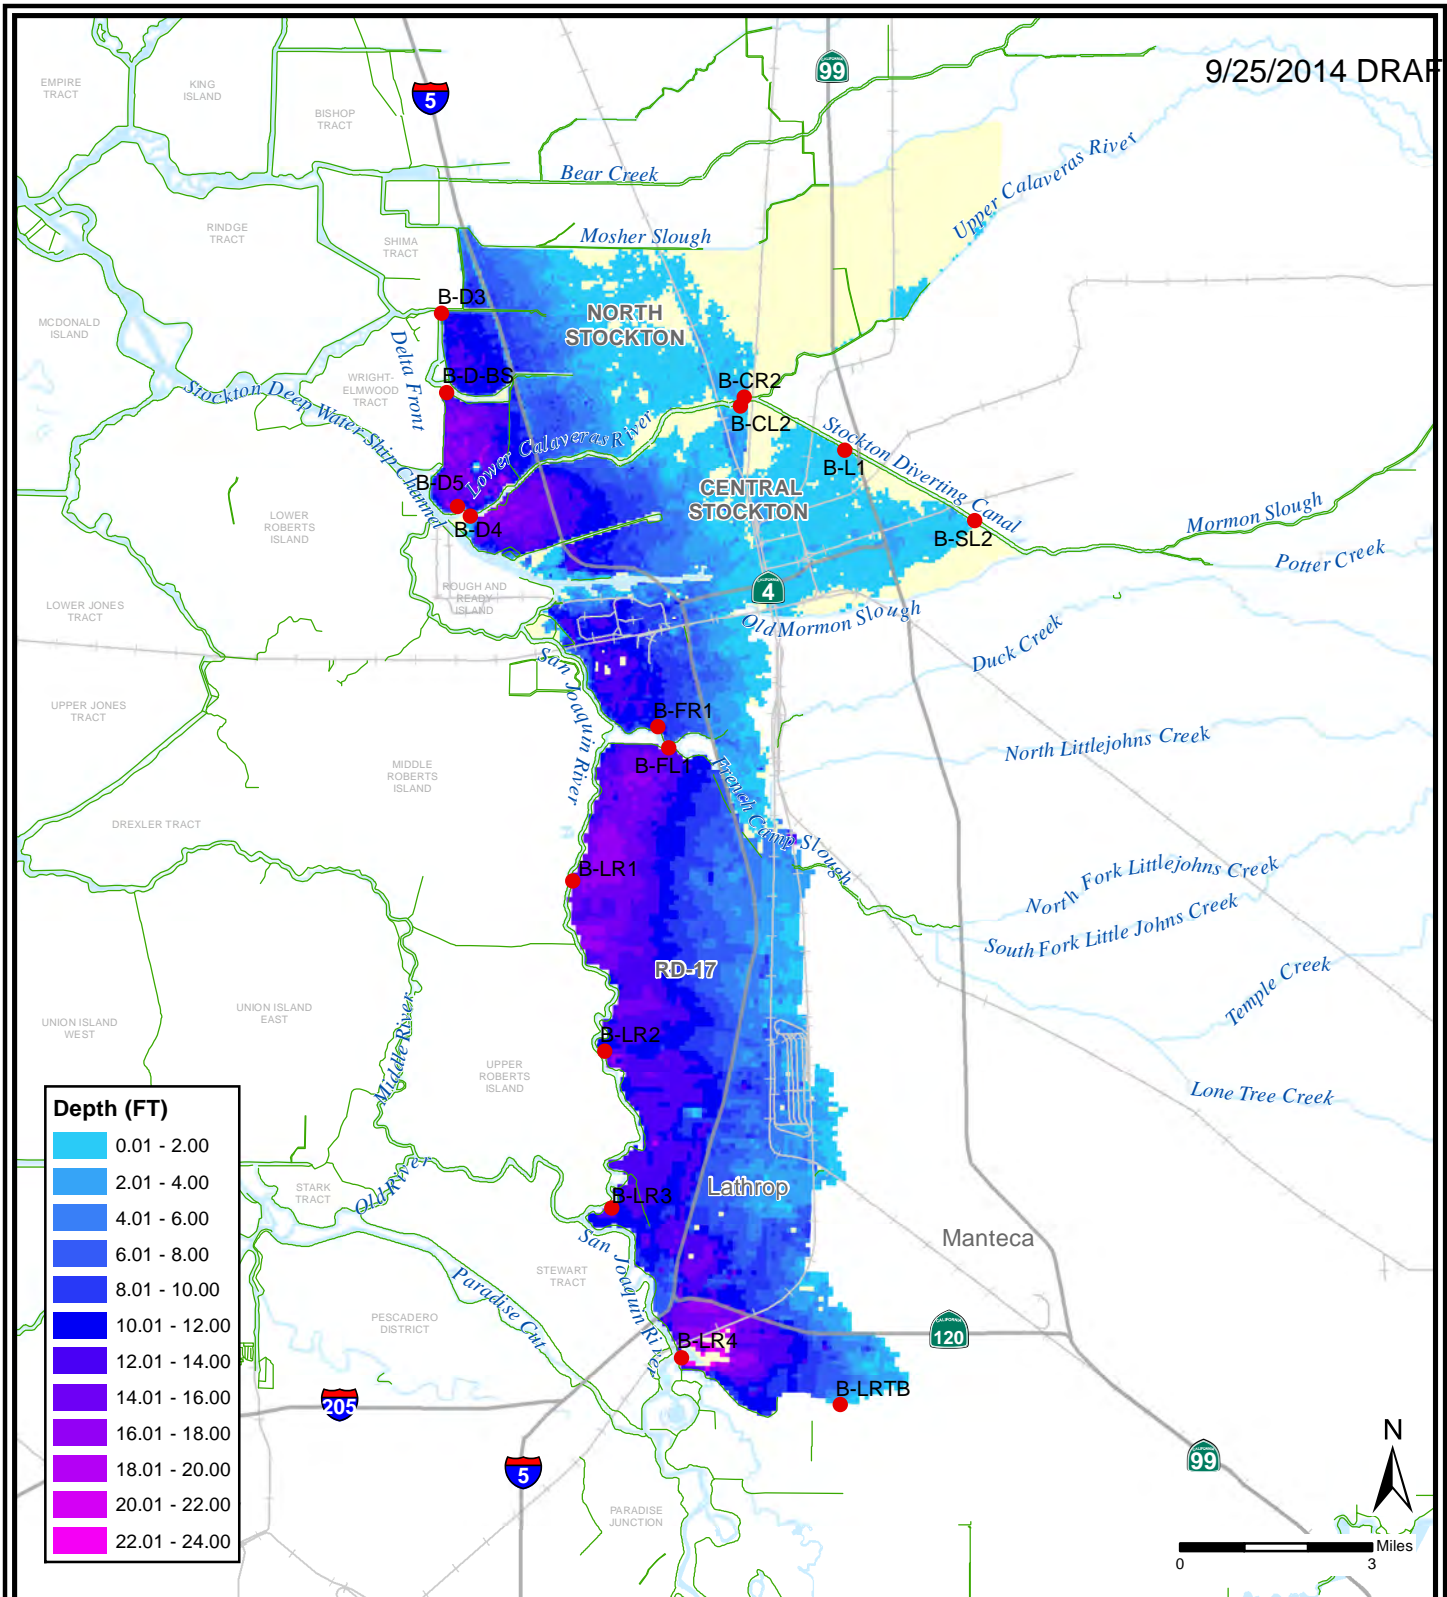 9/25/2014 DRAF
EMPIRE
TRACT
KING
ISLAND
BISHOP
TRACT
5
CALIFORNIA
99
Bear Creek
Upper Calaveras River
RINDGE
TRACT
SHIMA
TRACT
Mosher Slough
B-D3
NORTH
STOCKTON
MCDONALD
ISLAND
Delta Front
WRIGHT-
ELMWOOD
TRACT
B-D-BS
B-CR2
B-CL2
Stockton Deep Water Ship Channel
Lower Calaveras River
Stockton Diverting Canal
B-L1
B-D5
CENTRAL
STOCKTON
B-D4
LOWER
ROBERTS
ISLAND
B-SL2
Mormon Slough
Potter Creek
ROUGH AND
READY
ISLAND
CALIFORNIA
4
LOWER JONES
TRACT
Old Mormon Slough
Duck Creek
San Joaquin River
UPPER JONES
TRACT
B-FR1
B-FL1
North Littlejohns Creek
MIDDLE
ROBERTS
ISLAND
French Camp Slough
DREXLER TRACT
B-LR1
North Fork Littlejohns Creek
South Fork Little Johns Creek
RD-17
Temple Creek
UNION ISLAND
WEST
UNION ISLAND
EAST
Middle River
B-LR2
UPPER
ROBERTS
ISLAND
Lone Tree Creek
Depth (FT)
0.01 - 2.00
2.01 - 4.00
4.01 - 6.00
6.01 - 8.00
8.01 - 10.00
10.01 - 12.00
12.01 - 14.00
14.01 - 16.00
16.01 - 18.00
18.01 - 20.00
20.01 - 22.00
22.01 - 24.00
STARK
TRACT
Old River
Lathrop
B-LR3
Manteca
San Joaquin River
STEWART
TRACT
Paradise Cut
PESCADERO
DISTRICT
CALIFORNIA
120
B-LR4
B-LRTB
205
5
CALIFORNIA
99
N
PARADISE
JUNCTION
Miles
0
3